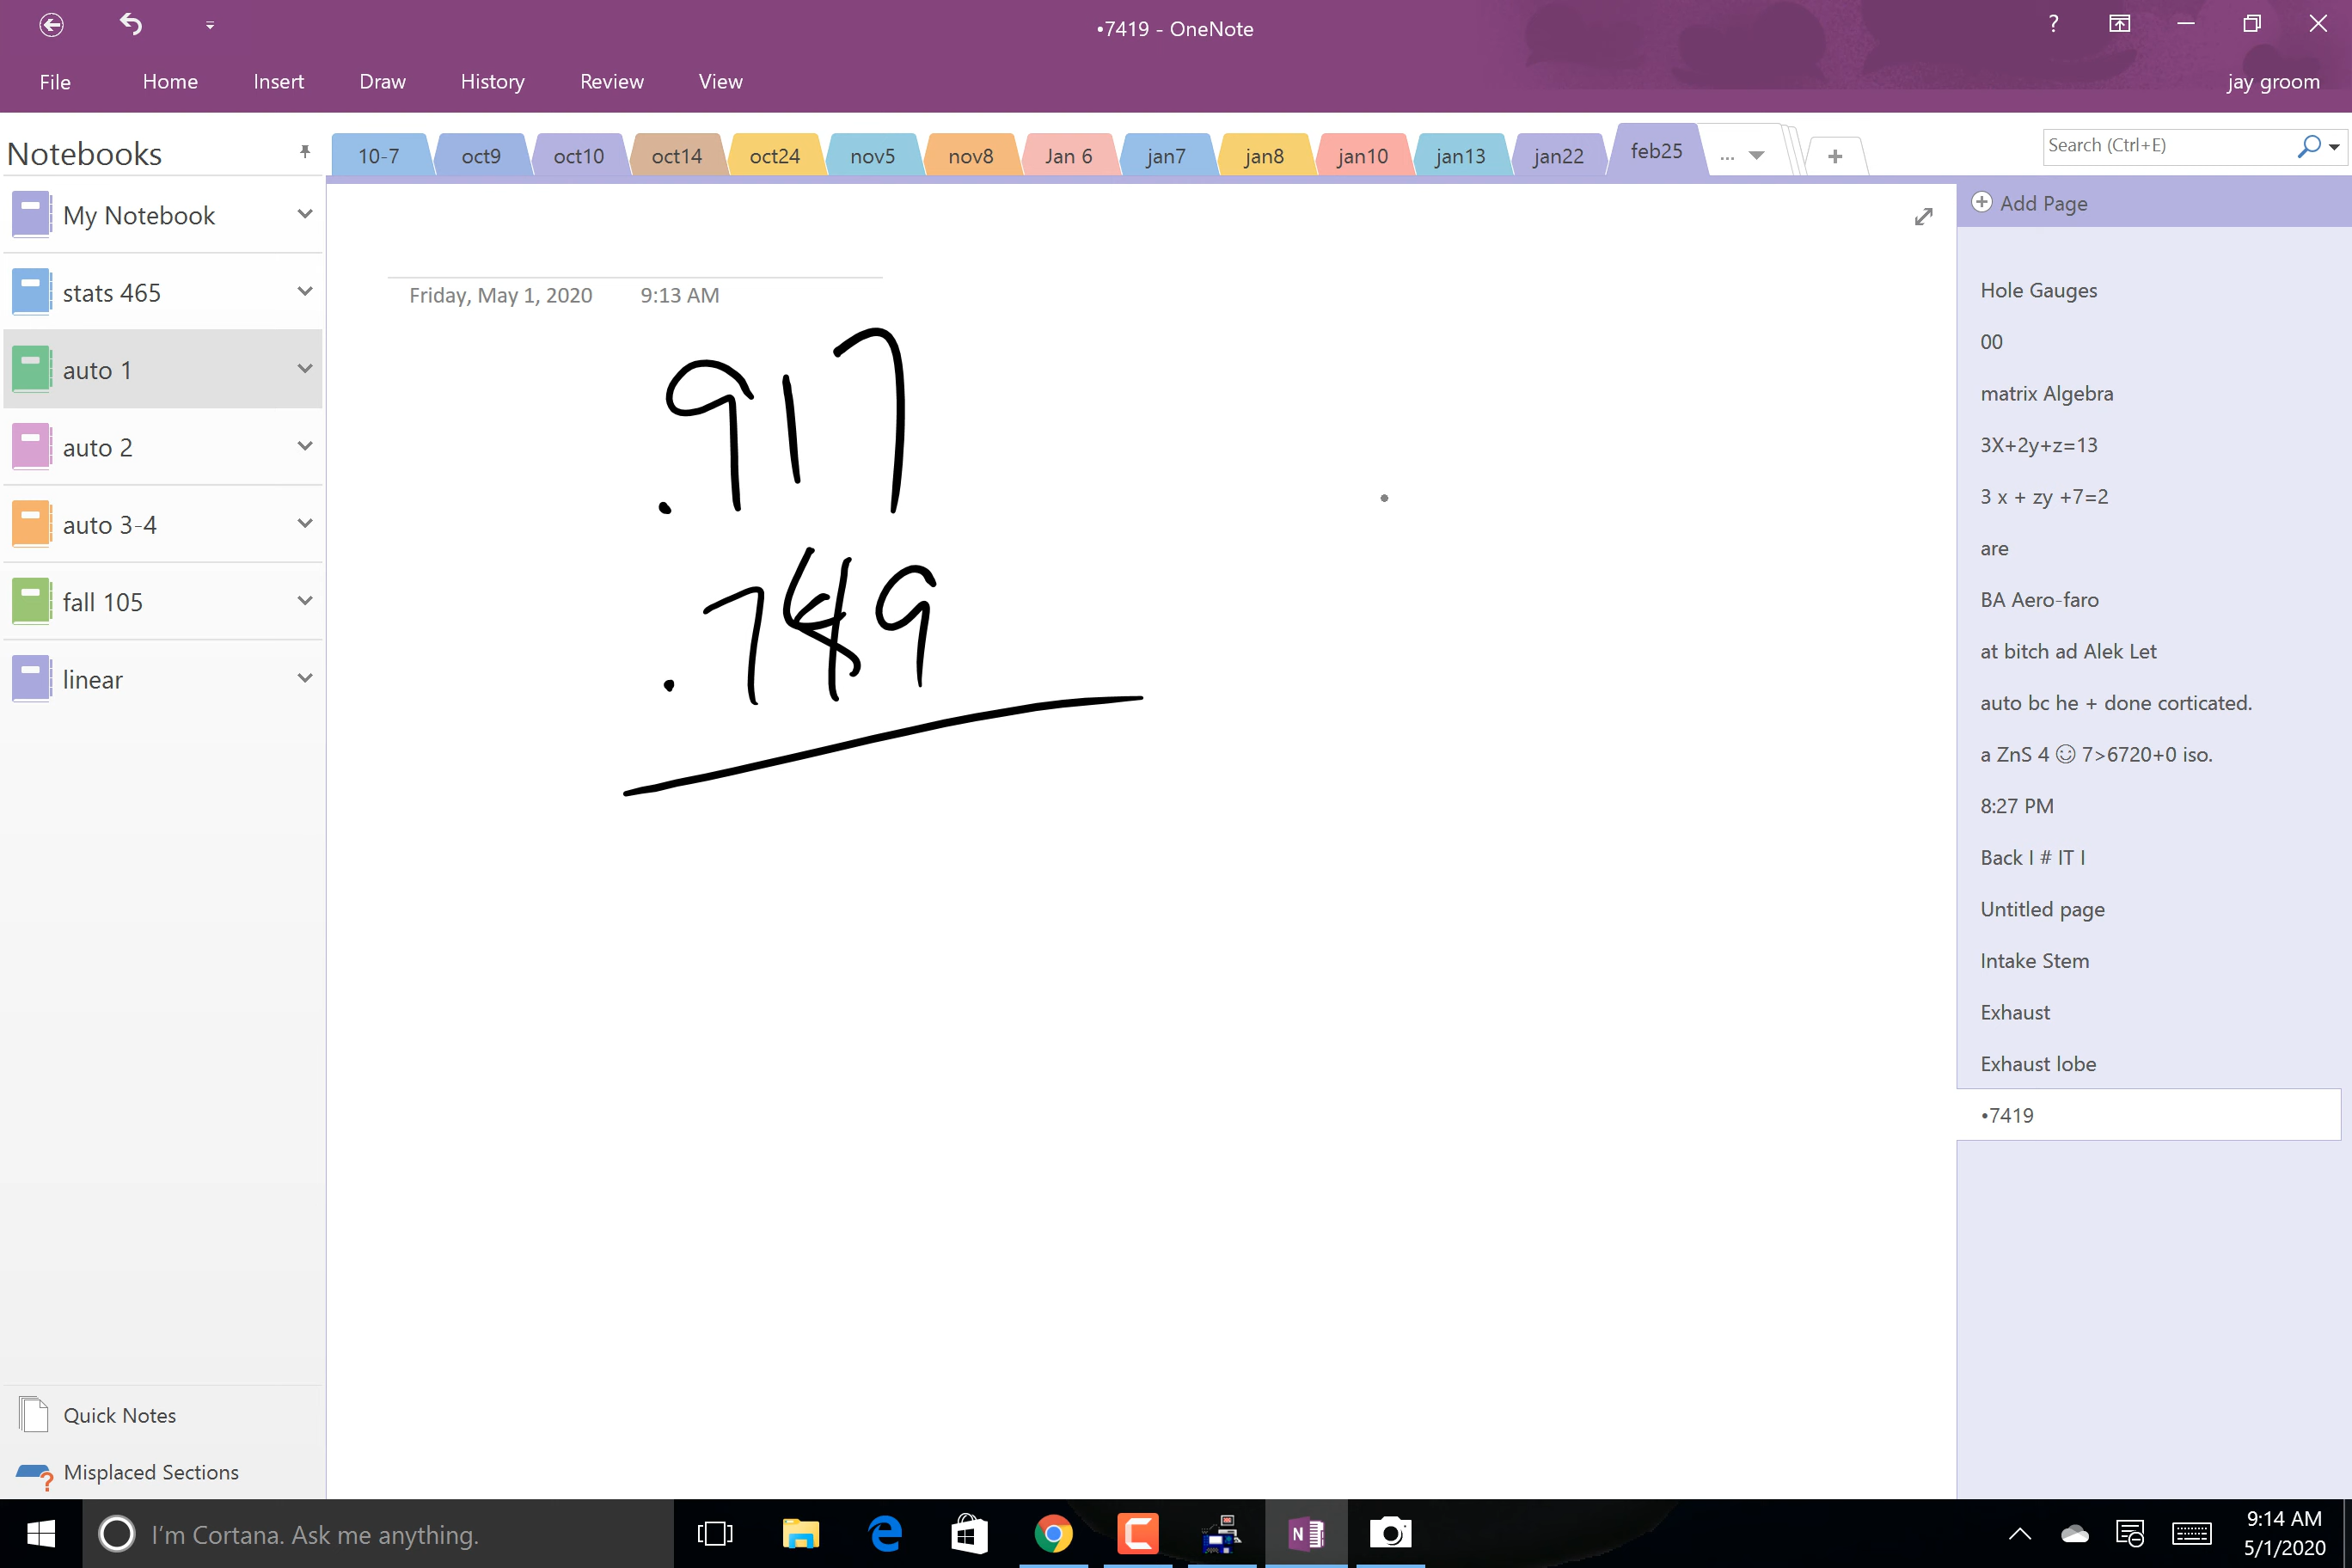 •7419 - OneNote
?
File Home Insert Draw History Review View
jay groom
Notebooks
10-7 oct9 oct10 oct14 oct24 nov5 nov8 Jan 6 jan7 jan8 jan10 jan13 jan22 feb25 ... +
Search (Ctrl+E)
My Notebook
stats 465
auto 1
auto 2
auto 3-4
fall 105
linear
Quick Notes
Misplaced Sections
Friday, May 1, 2020 9:13 AM
.917
Add Page
Hole Gauges
00
matrix Algebra
3X+2y+z=13
3 x + zy +7=2
are
BA Aero-faro
at bitch ad Alek Let
auto bc he + done corticated.
a ZnS 4 ☺ 7>6720+0 iso.
8:27 PM
Back I # IT I
Untitled page
Intake Stem
Exhaust
Exhaust lobe
•7419
I'm Cortana. Ask me anything.
9:14 AM
5/1/2020